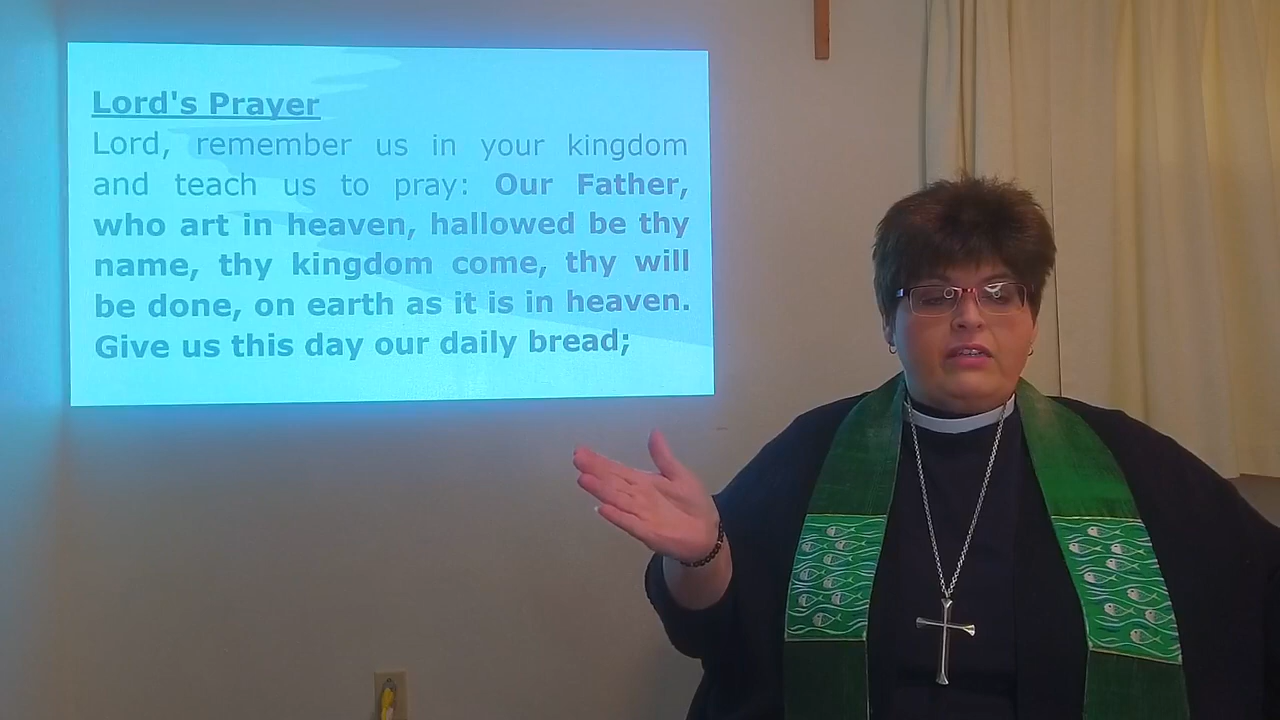 Lord's Prayer
Lord, remember us in your kingdom
and teach us to pray: Our Father,
who art in heaven, hallowed be thy
name, thy kingdom come, thy will
be done, on earth as it is in heaven.
Give us this day our daily bread;